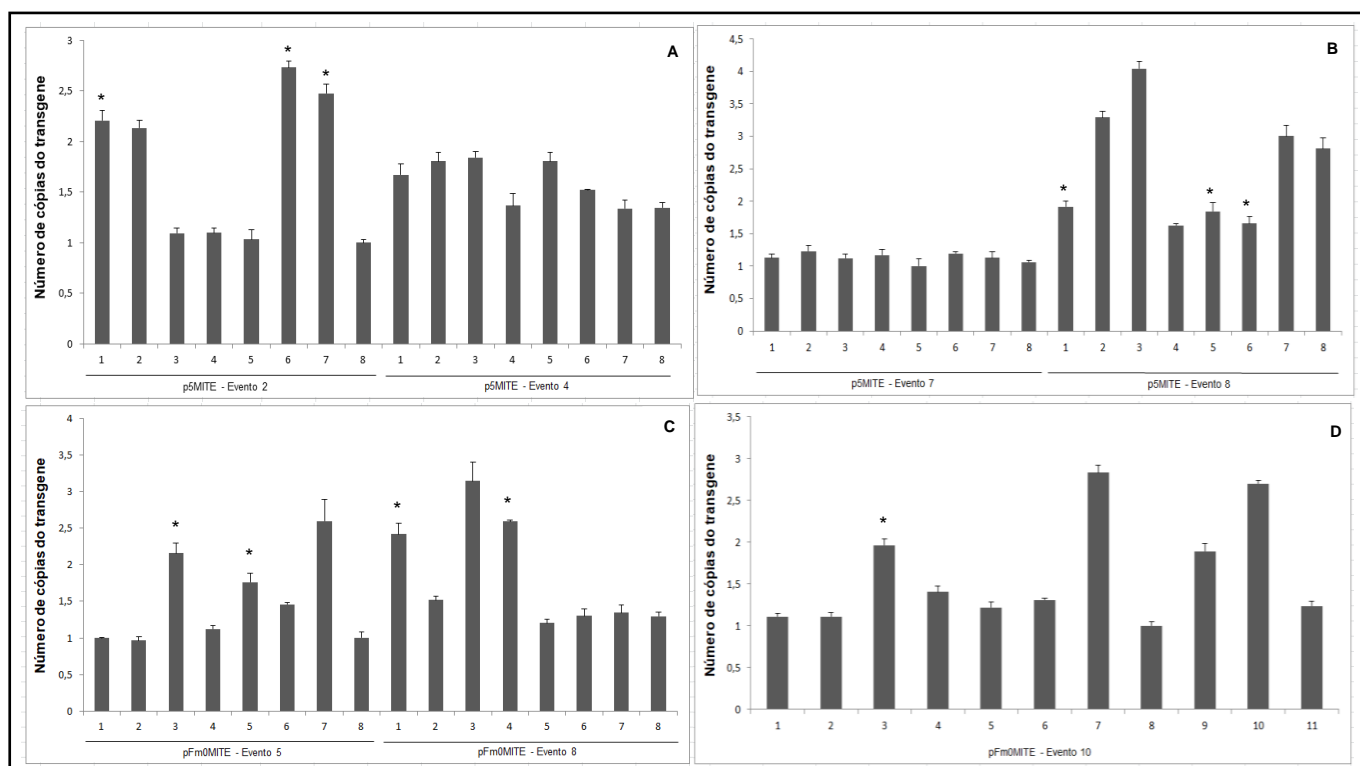 A
Número de cópias do transgene
3
2,5
2
1,5
1
0,5
0
* * *
1 2 3 4 5 6 7 8 1 2 3 4 5 6 7 8
p5MITE - Evento 2 p5MITE - Evento 4
B
Número de cópias do transgene
4,5
4
3,5
3
2,5
2
1,5
1
0,5
0
* * *
1 2 3 4 5 6 7 8 1 2 3 4 5 6 7 8
p5MITE - Evento 7 p5MITE - Evento 8
C
Número de cópias do transgene
4
3,5
3
2,5
2
1,5
1
0,5
0
* * * *
1 2 3 4 5 6 7 8 1 2 3 4 5 6 7 8
pFm0MITE - Evento 5 pFm0MITE - Evento 8
D
Número de cópias do transgene
3,5
3
2,5
2
1,5
1
0,5
0
*
1 2 3 4 5 6 7 8 9 10 11
pFm0MITE - Evento 10